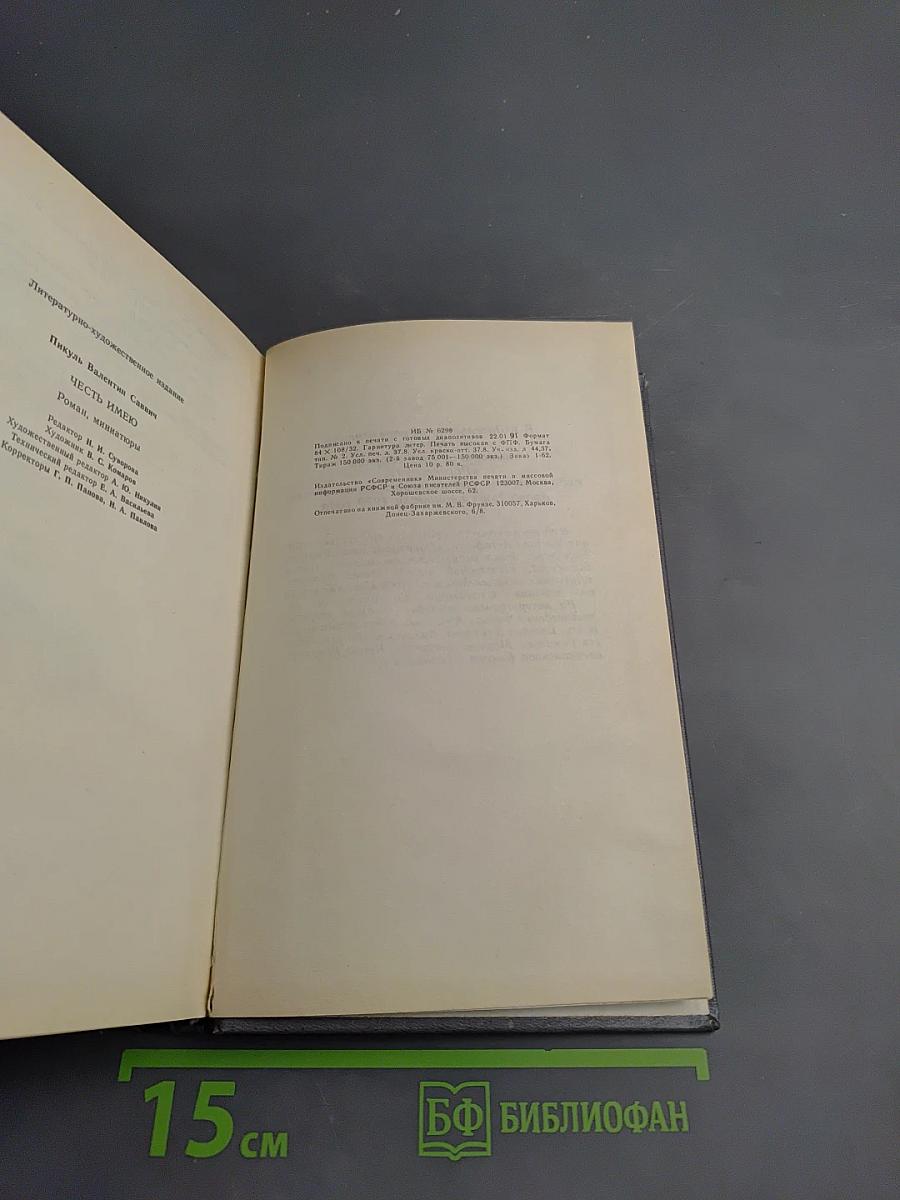 Литературно-художественное издание
Пикуль Валентин Саввич
ЧЕСТЬ ИМЕЮ
Роман, миниатюры
Редактор Н. И. Суворова
Художник В. С. Комаров
Художественный редактор А. Ю. Никулин
Технический редактор Е. А. Васильева
Корректоры Г. П. Панова, Н. А. Павлова
ИБ № 6298
Подписано к печати с готовых диапозитивов 22.01 91 Формат
84 X 108/32. Гарнитура литер. Печать высокая с ФПФ. Бумага
тип. № 2. Усл. печ. л. 37,8. Усл. краско-отт. 37,8. Уч.-изд. л 44,37.
Тираж 150 000 экз. (2-й завод 75 001—150 000 экз.) Заказ 1-62.
Цена 10 р. 80 к.
Издательство «Современник» Министерства печати и массовой
информации РСФСР и Союза писателей РСФСР 123007, Москва,
Хорошевское шоссе, 62.
Отпечатано на книжной фабрике им. М. В. Фрунзе, 310057, Харьков,
Донец-Захаржевского, 6/8.
15 см
БФ БИБЛИОФАН